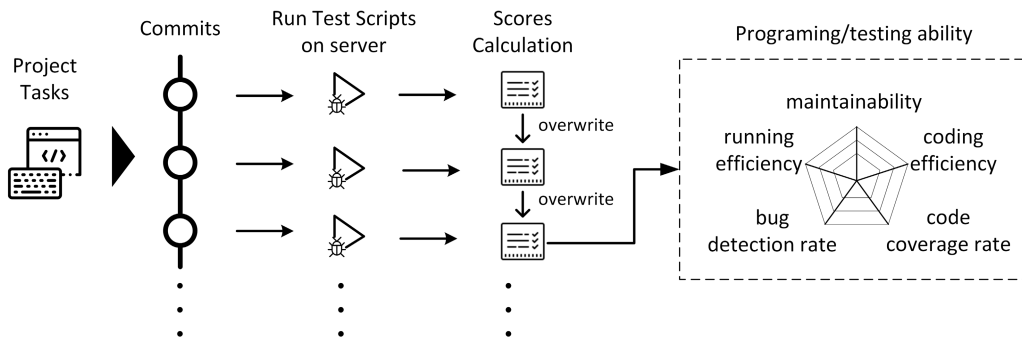 Project
Tasks
Commits
Run Test Scripts
on server
Scores
Calculation
overwrite
overwrite
Programing/testing ability
maintainability
running
efficiency
coding
efficiency
bug
detection rate
code
coverage rate